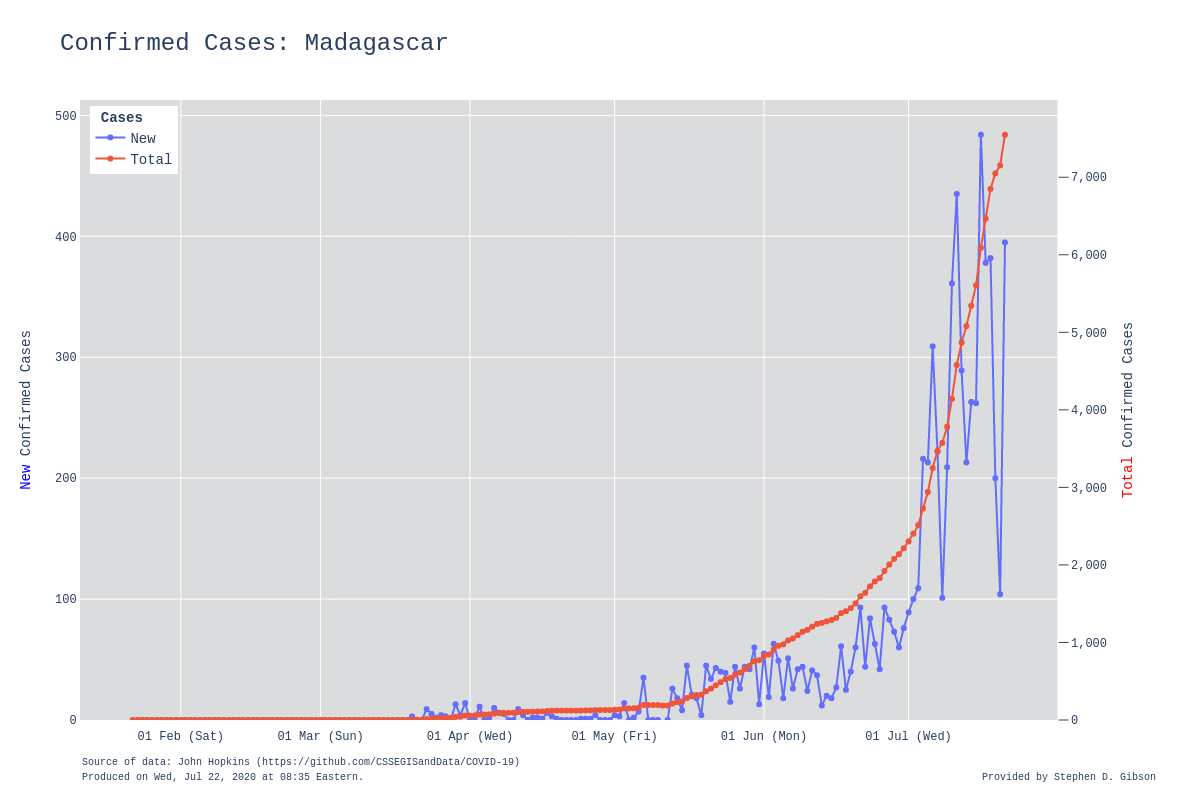 Confirmed Cases: Madagascar
Cases
New
Total
500
400
300
200
100
0
7,000
6,000
5,000
4,000
3,000
2,000
1,000
0
New Confirmed Cases
Total Confirmed Cases
01 Feb (Sat)
01 Mar (Sun)
01 Apr (Wed)
01 May (Fri)
01 Jun (Mon)
01 Jul (Wed)
Source of data: John Hopkins (https://github.com/CSSEGISandData/COVID-19)
Produced on Wed, Jul 22, 2020 at 08:35 Eastern.
Provided by Stephen D. Gibson